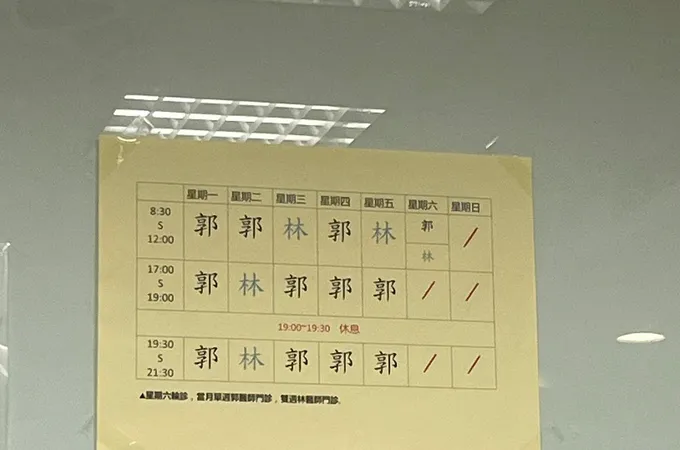 星期一 星期二 星期三 星期四 星期五 星期六 星期日
8:30 S 12:00 郭 郭 林 郭 林 郭 林 /
17:00 S 19:00 郭 林 郭 郭 郭 / /
19:00~19:30 休息
19:30 S 21:30 郭 林 郭 郭 郭 / /
▲星期六輪診，當月單週郭醫師門診，雙週林醫師門診.